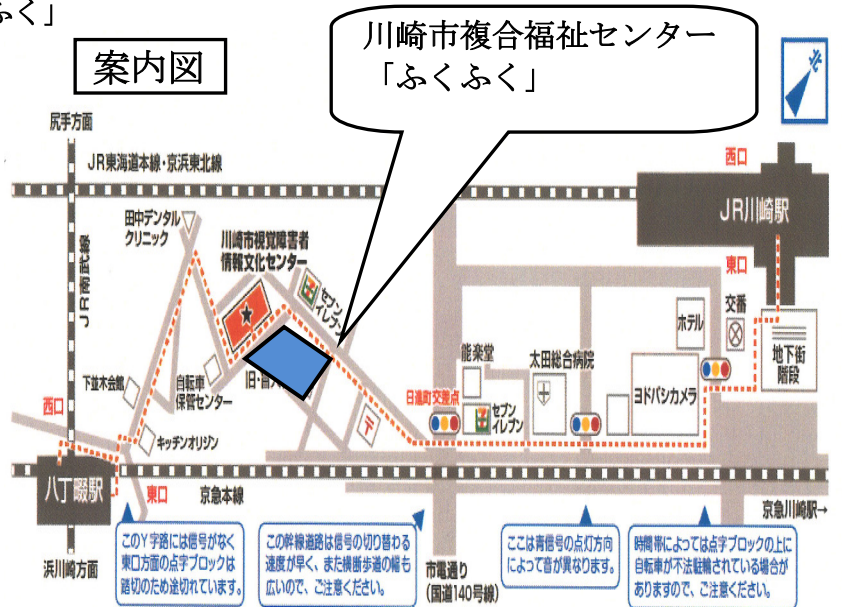 ふく」
案内図
川崎市複合福祉センター
「ふくふく」
北
尻手方面
JR東海道本線・京浜東北線
西口
JR川崎駅
田中デンタル
クリニック
川崎市視覚障害者
情報文化センター
JR南武線
東口
セブン
イレブン
交番
ホテル
地下街
階段
能楽堂
太田総合病院
下並木会館
自転車
保管センター
旧・盲人
日進町交差点
セブン
イレブン
ヨドバシカメラ
西口
キッチンオリジン
八丁畷駅
東口
京急本線
京急川崎駅→
浜川崎方面
このY字路には信号がなく
東口方面の点字ブロックは
踏切のため途切れています。
この幹線道路は信号の切り替わる
速度が早く、また横断歩道の幅も
広いので、ご注意ください。
市電通り
(国道140号線)
ここは青信号の点灯方向
によって音が異なります。
時間帯によっては点字ブロックの上に
自転車が不法駐輪されている場合が
ありますので、ご注意ください。